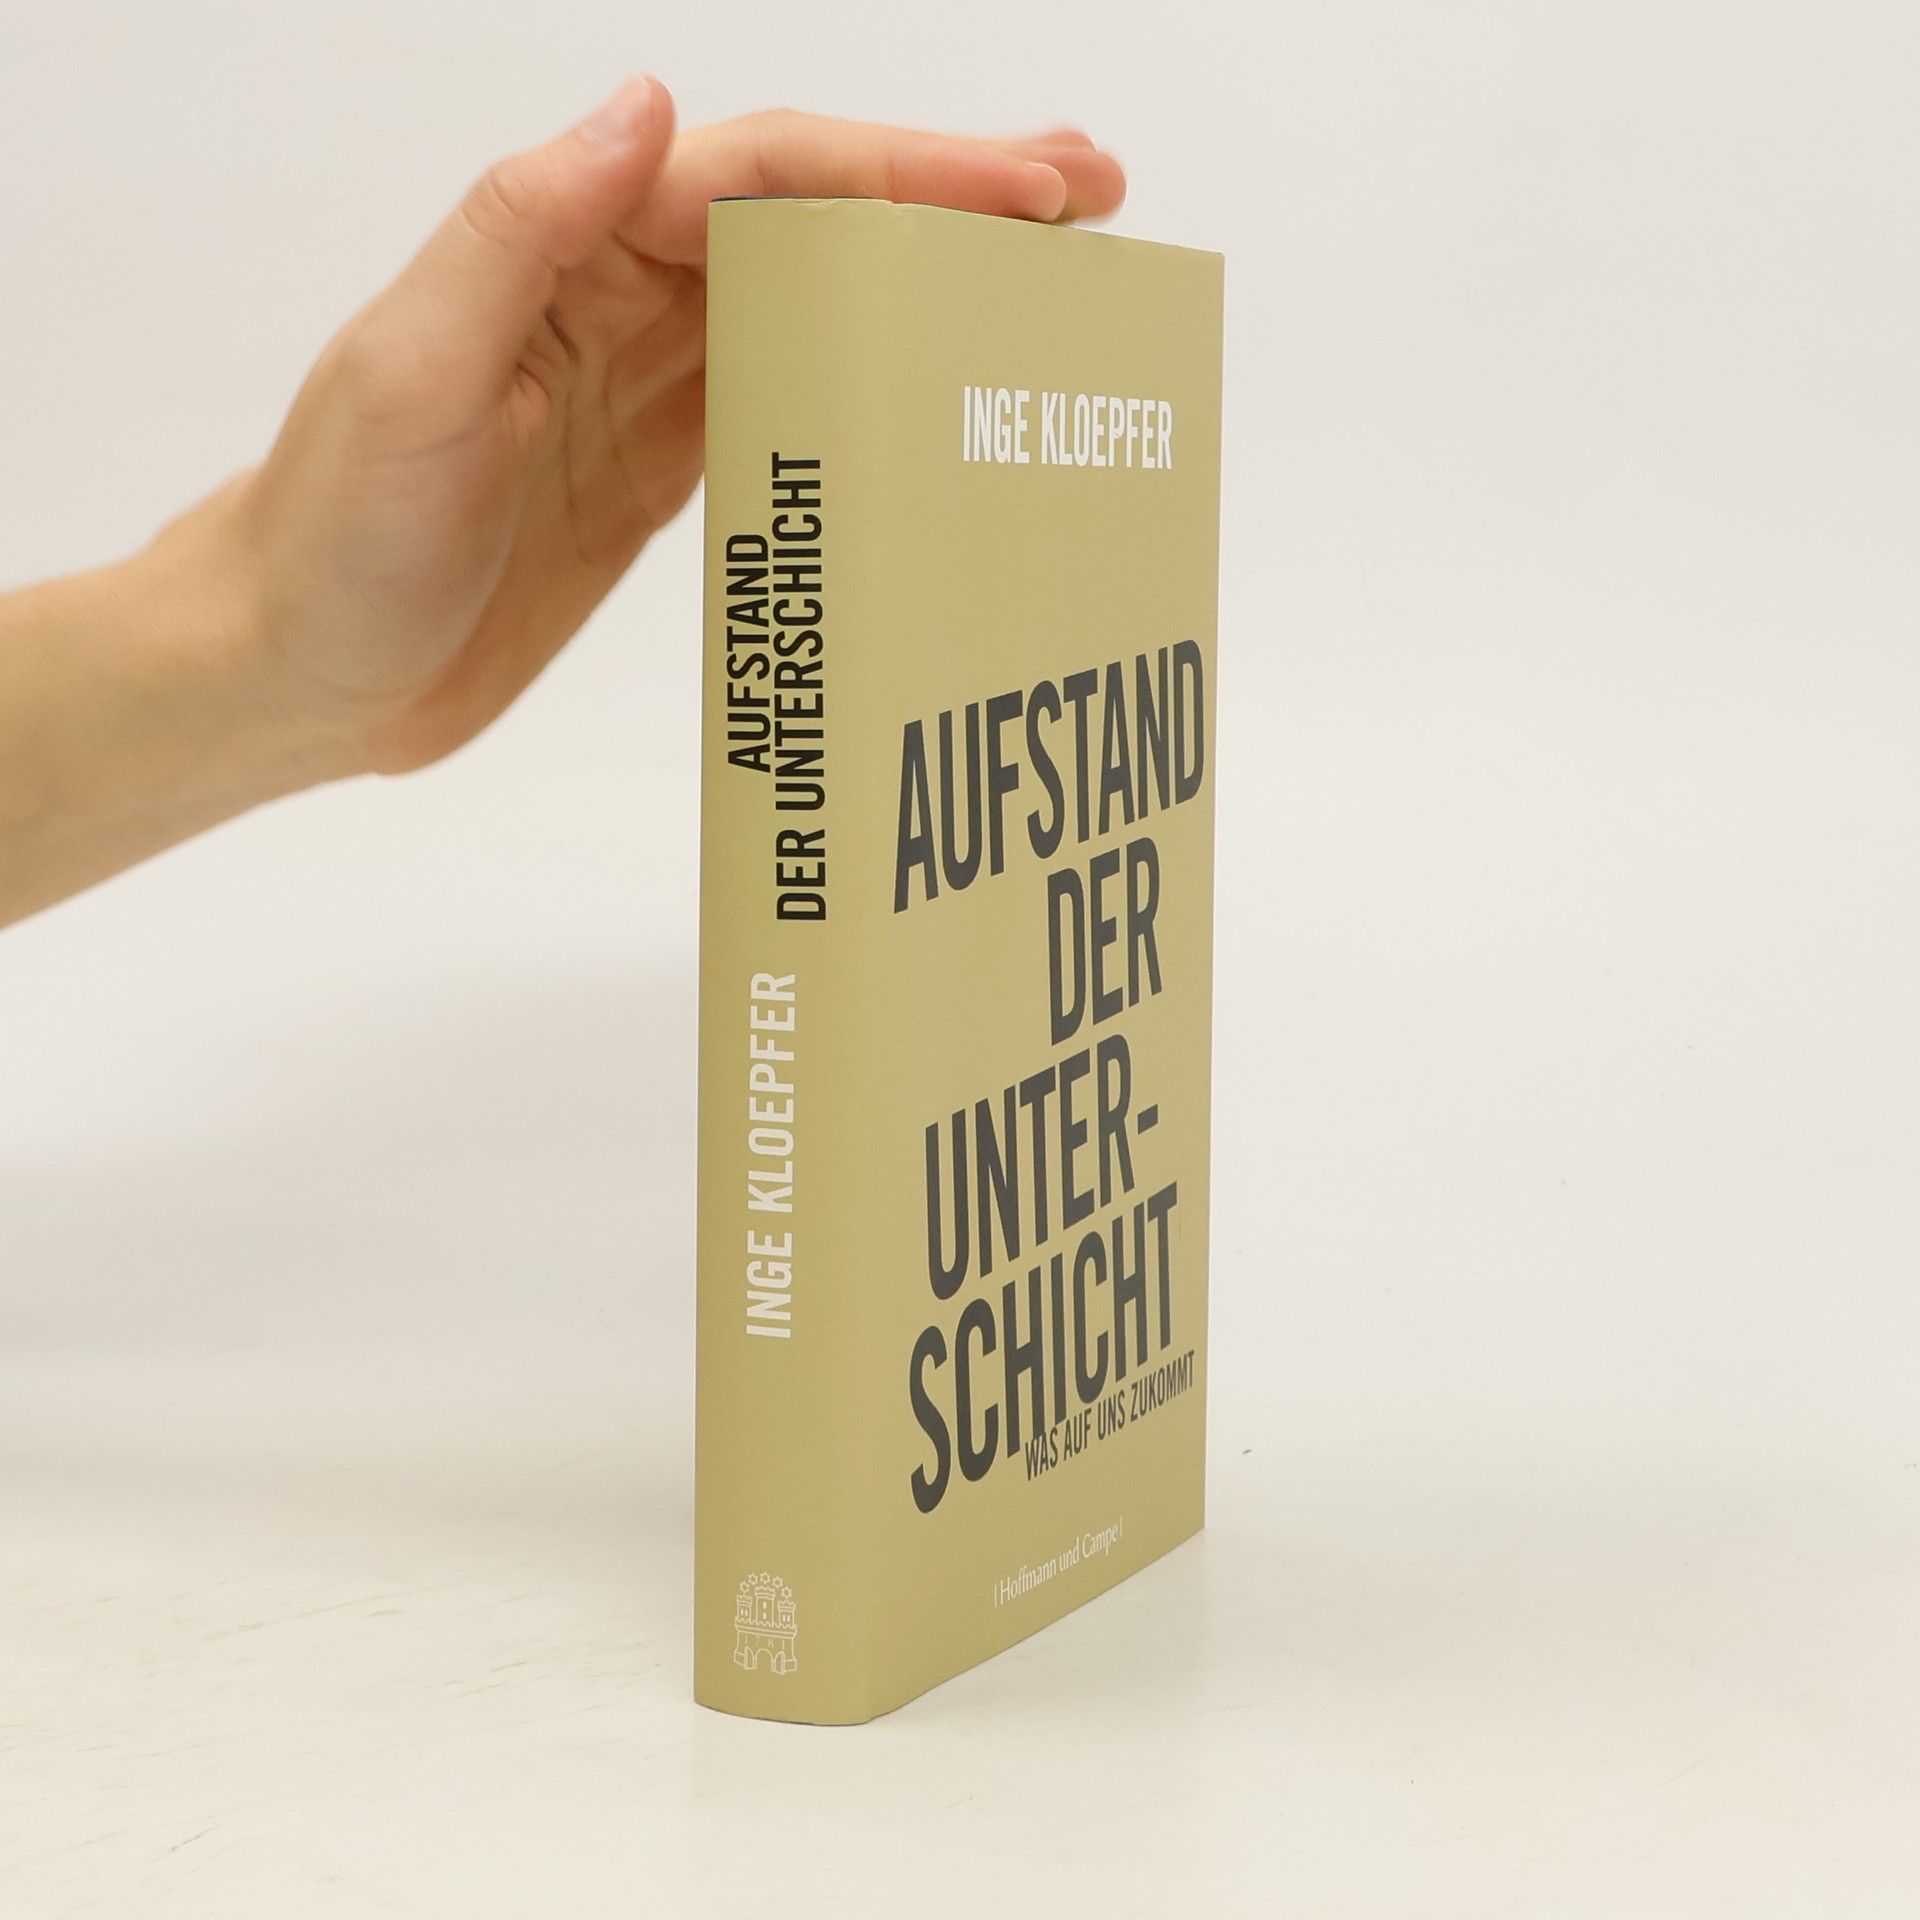 AUFSTAND
DER UNTERSCHICHT
INGE KLOEPFER
INGE KLOEPFER
AUFSTAND
DER
UNTER-
SCHICHT
WAS AUF UNS ZUKOMMT
| Hoffmann und Campe |